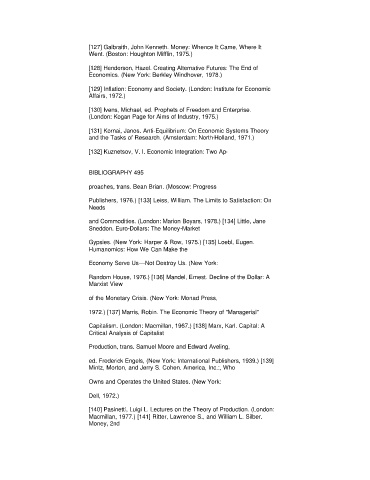 [127] Galbraith, John Kenneth. Money: Whence It Came, Where It
Went. (Boston: Houghton Mifflin, 1975.)
[128] Henderson, Hazel. Creating Alternative Futures: The End of
Economics. (New York: Berkley Windhover, 1978.)
[129] Inflation: Economy and Society. (London: Institute for Economic
Affairs, 1972.)
[130] Ivens, Michael, ed. Prophets of Freedom and Enterprise.
(London: Kogan Page for Aims of Industry, 1975.)
[131] Kornai, Janos. Anti-Equilibrium: On Economic Systems Theory
and the Tasks of Research. (Amsterdam: North-Holland, 1971.)
[132] Kuznetsov, V. I. Economic Integration: Two Ap
BIBLIOGRAPHY 495
proaches, trans. Bean Brian. (Moscow: Progress
Publishers, 1976.) [133] Leiss, William. The Limits to Satisfaction: On
Needs
and Commodities. (London: Marion Boyars, 1978.) [134] Little, Jane
Sneddon. Euro-Dollars: The Money-Market
Gypsies. (New York: Harper & Row, 1975.) [135] Loebl, Eugen.
Humanomics: How We Can Make the
Economy Serve Us—Not Destroy Us. (New York:
Random House, 1976.) [136] Mandel, Ernest. Decline of the Dollar: A
Marxist View
of the Monetary Crisis. (New York: Monad Press,
1972.) [137] Marris, Robin. The Economic Theory of "Managerial"
Capitalism. (London: Macmillan, 1967.) [138] Marx, Karl. Capital: A
Critical Analysis of Capitalist
Production, trans. Samuel Moore and Edward Aveling,
ed. Frederick Engels, (New York: International Publishers, 1939.) [139]
Mintz, Morton, and Jerry S. Cohen. America, Inc.:, Who
Owns and Operates the United States. (New York:
Dell, 1972.)
[140] Pasinetti, Luigi L. Lectures on the Theory of Production. (London:
Macmillan, 1977.) [141] Ritter, Lawrence S., and William L. Silber.
Money, 2nd